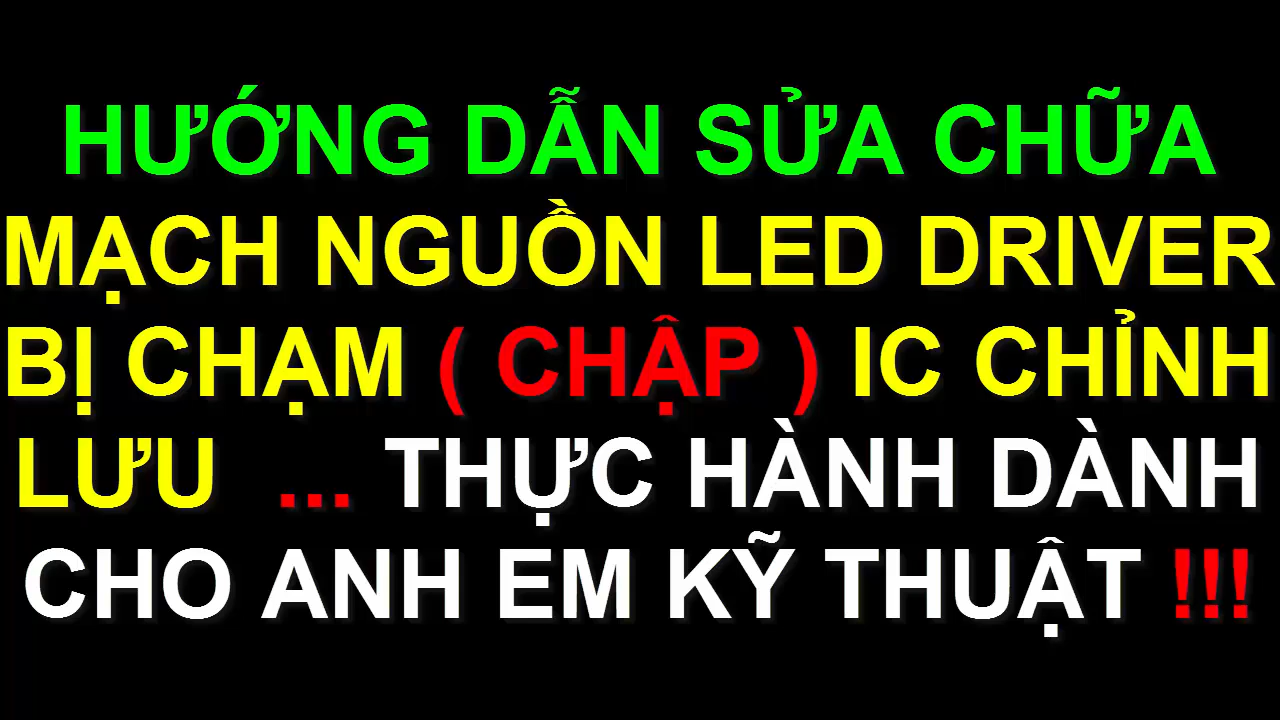 HƯỚNG DẪN SỬA CHỮA
MẠCH NGUỒN LED DRIVER
BỊ CHẠM ( CHẬP ) IC CHỈNH
LƯU ... THỰC HÀNH DÀNH
CHO ANH EM KỸ THUẬT !!!